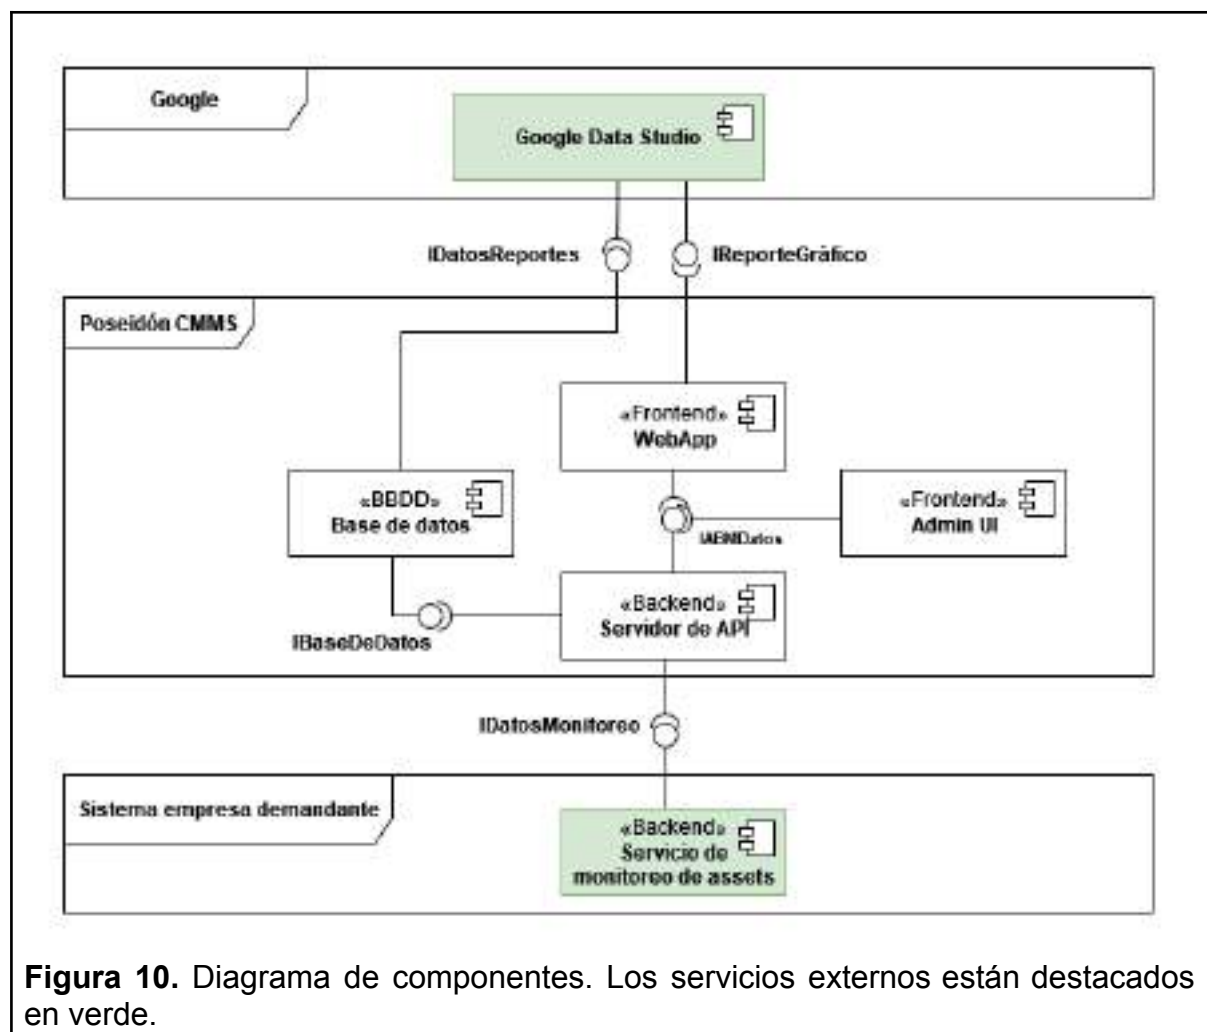 Google
Google Data Studio
IDatosReportes
IReporteGráfico
Poseidón CMMS
«Frontend»
WebApp
«BBDD»
Base de datos
«Frontend»
Admin UI
IABMDatos
«Backend»
Servidor de API
IBaseDeDatos
IDatosMonitoreo
Sistema empresa demandante
«Backend»
Servicio de
monitoreo de assets
Figura 10. Diagrama de componentes. Los servicios externos están destacados
en verde.